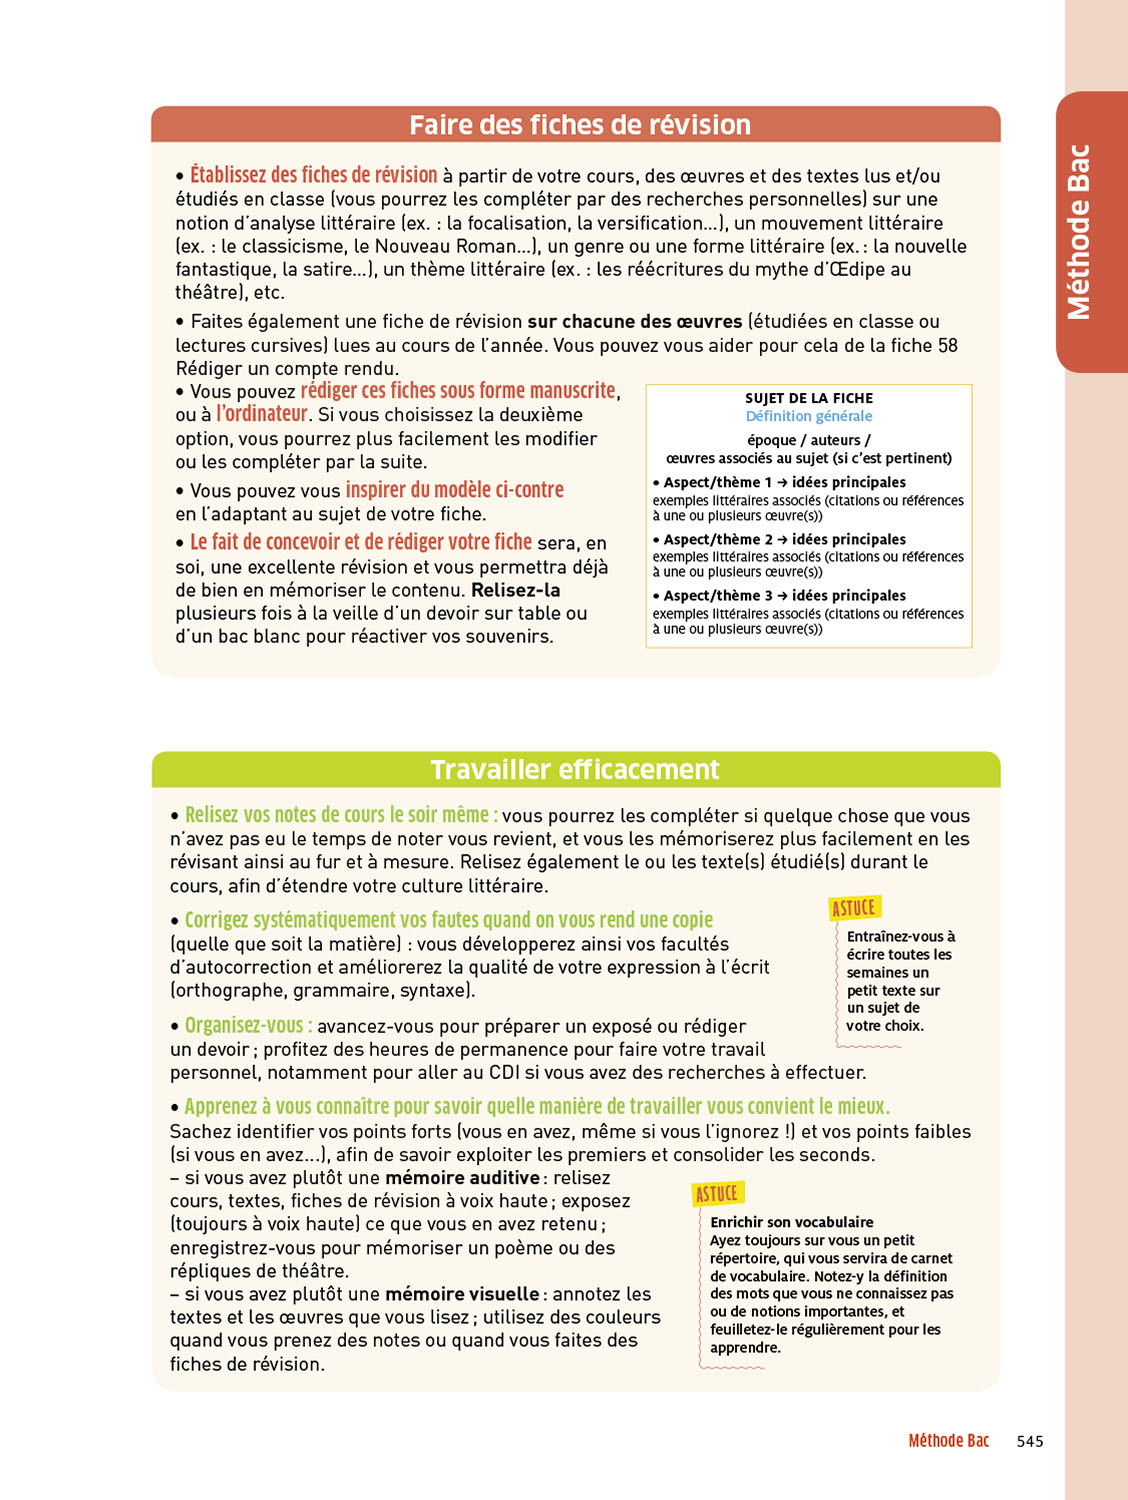 Méthode Bac
Faire des fiches de révision
• Établissez des fiches de révision à partir de votre cours, des œuvres et des textes lus et/ou
étudiés en classe (vous pourrez les compléter par des recherches personnelles) sur une
notion d'analyse littéraire (ex. : la focalisation, la versification...), un mouvement littéraire
(ex. : le classicisme, le Nouveau Roman...), un genre ou une forme littéraire (ex. : la nouvelle
fantastique, la satire...), un thème littéraire (ex. : les réécritures du mythe d'Œdipe au
théâtre), etc.
• Faites également une fiche de révision sur chacune des œuvres (étudiées en classe ou
lectures cursives) lues au cours de l'année. Vous pouvez vous aider pour cela de la fiche 58
Rédiger un compte rendu.
• Vous pouvez rédiger ces fiches sous forme manuscrite,
ou à l'ordinateur. Si vous choisissez la deuxième
option, vous pourrez plus facilement les modifier
ou les compléter par la suite.
• Vous pouvez vous inspirer du modèle ci-contre
en l'adaptant au sujet de votre fiche.
• Le fait de concevoir et de rédiger votre fiche sera, en
soi, une excellente révision et vous permettra déjà
de bien en mémoriser le contenu. Relisez-la
plusieurs fois à la veille d'un devoir sur table ou
d'un bac blanc pour réactiver vos souvenirs.
SUJET DE LA FICHE
Définition générale
époque / auteurs /
œuvres associés au sujet (si c'est pertinent)
• Aspect/thème 1 → idées principales
exemples littéraires associés (citations ou références
à une ou plusieurs œuvre(s))
• Aspect/thème 2 → idées principales
exemples littéraires associés (citations ou références
à une ou plusieurs œuvre(s))
• Aspect/thème 3 → idées principales
exemples littéraires associés (citations ou références
à une ou plusieurs œuvre(s))
Travailler efficacement
• Relisez vos notes de cours le soir même : vous pourrez les compléter si quelque chose que vous
n'avez pas eu le temps de noter vous revient, et vous les mémoriserez plus facilement en les
révisant ainsi au fur et à mesure. Relisez également le ou les texte(s) étudié(s) durant le
cours, afin d'étendre votre culture littéraire.
• Corrigez systématiquement vos fautes quand on vous rend une copie
(quelle que soit la matière) : vous développerez ainsi vos facultés
d'autocorrection et améliorerez la qualité de votre expression à l'écrit
(orthographe, grammaire, syntaxe).
ASTUCE
Entraînez-vous à
écrire toutes les
semaines un
petit texte sur
un sujet de
votre choix.
• Organisez-vous : avancez-vous pour préparer un exposé ou rédiger
un devoir ; profitez des heures de permanence pour faire votre travail
personnel, notamment pour aller au CDI si vous avez des recherches à effectuer.
• Apprenez à vous connaître pour savoir quelle manière de travailler vous convient le mieux.
Sachez identifier vos points forts (vous en avez, même si vous l'ignorez !) et vos points faibles
(si vous en avez...), afin de savoir exploiter les premiers et consolider les seconds.
– si vous avez plutôt une mémoire auditive : relisez
cours, textes, fiches de révision à voix haute ; exposez
(toujours à voix haute) ce que vous en avez retenu ;
enregistrez-vous pour mémoriser un poème ou des
répliques de théâtre.
– si vous avez plutôt une mémoire visuelle : annotez les
textes et les œuvres que vous lisez ; utilisez des couleurs
quand vous prenez des notes ou quand vous faites des
fiches de révision.
ASTUCE
Enrichir son vocabulaire
Ayez toujours sur vous un petit
répertoire, qui vous servira de carnet
de vocabulaire. Notez-y la définition
des mots que vous ne connaissez pas
ou de notions importantes, et
feuilletez-le régulièrement pour les
apprendre.
Méthode Bac 545